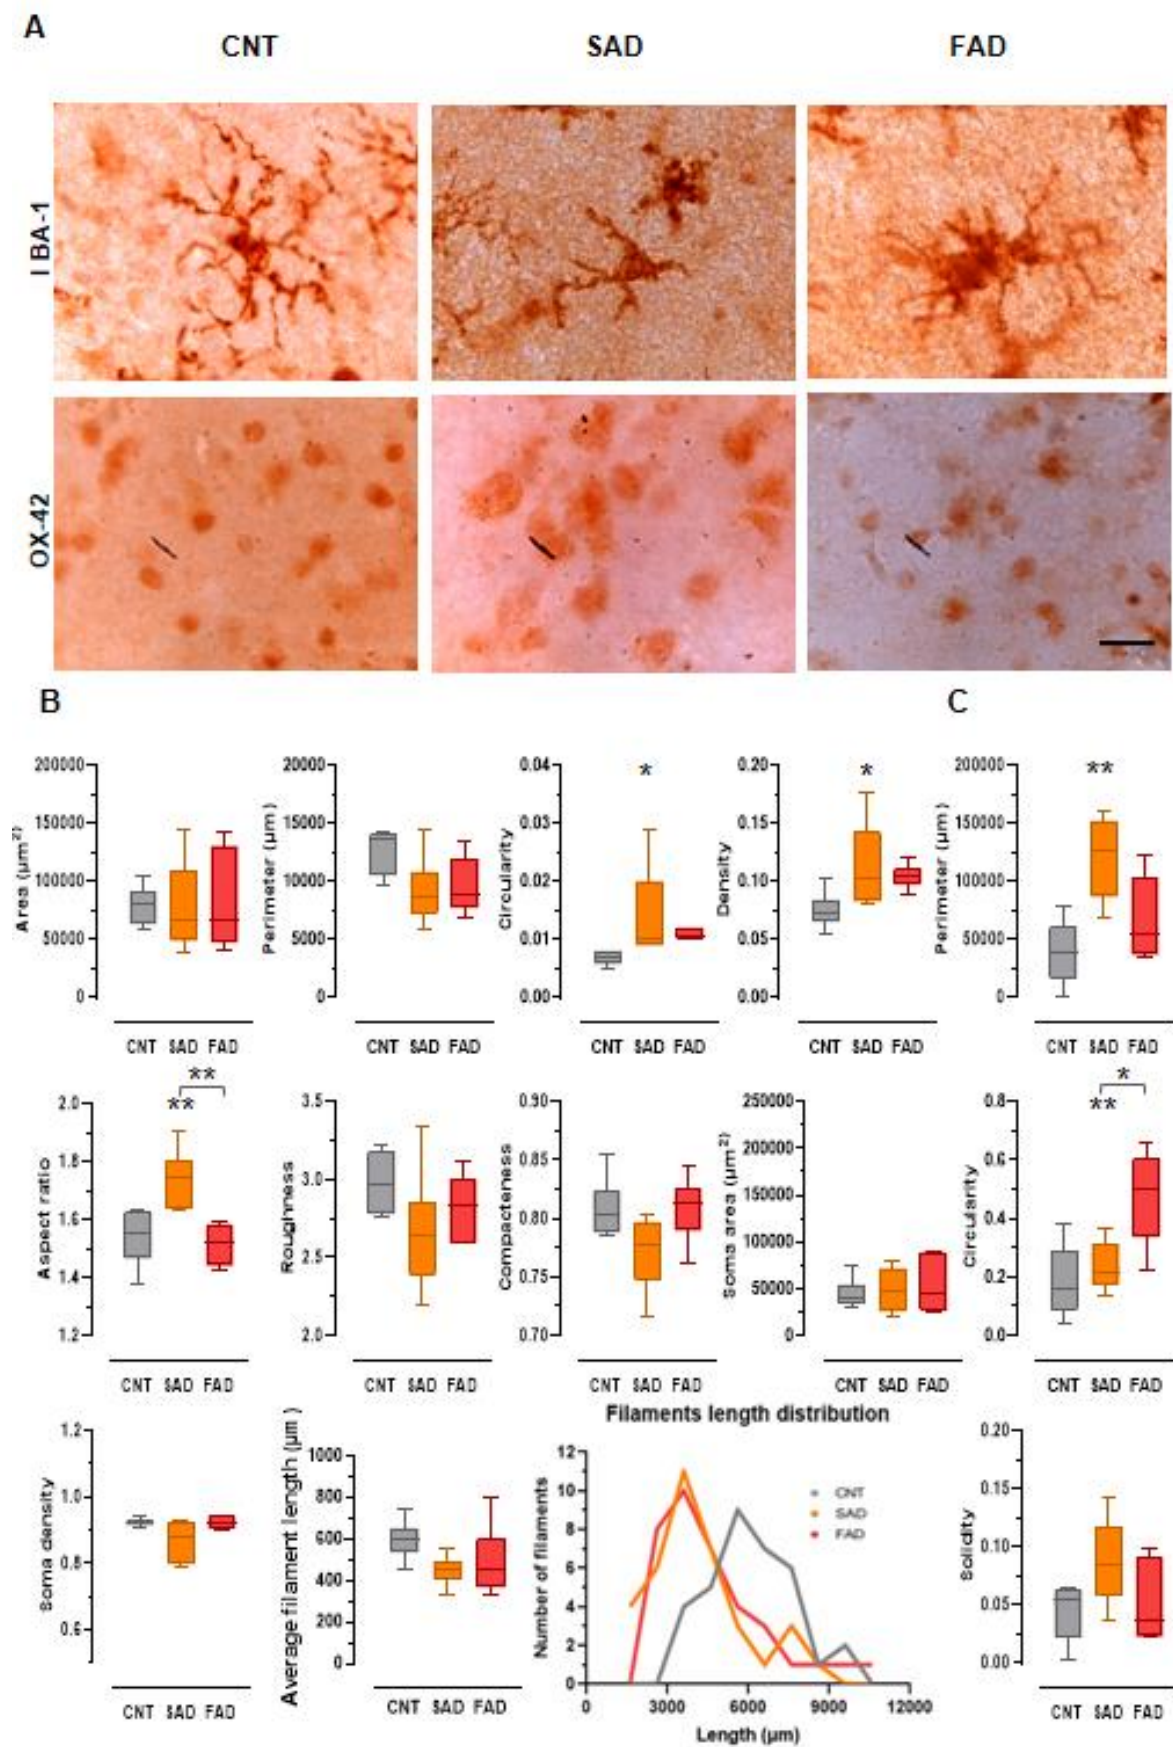 A
CNT SAD FAD
IBA-1
OX-42
B
C
Area (µm²)
200000
150000
100000
50000
0
CNT SAD FAD
Perimeter (µm)
20000
15000
10000
5000
0
CNT SAD FAD
Circularity
0.04
0.03
0.02
0.01
0.00
*
CNT SAD FAD
Density
0.20
0.15
0.10
0.05
0.00
*
CNT SAD FAD
Perimeter (µm)
200000
150000
100000
50000
0
**
CNT SAD FAD
Aspect ratio
2.0
1.8
1.6
1.4
1.2
**
**
CNT SAD FAD
Roughness
3.5
3.0
2.5
2.0
CNT SAD FAD
Compacteness
0.90
0.85
0.80
0.75
0.70
CNT SAD FAD
Soma area (µm²)
250000
200000
150000
100000
50000
0
CNT SAD FAD
Circularity
0.8
0.6
0.4
0.2
0.0
*
**
CNT SAD FAD
Soma density
1.2
1.0
0.8
0.6
CNT SAD FAD
Average filament length (µm)
1000
800
600
400
200
0
CNT SAD FAD
Filaments length distribution
Number of filaments
12
10
8
6
4
2
0
CNT
SAD
FAD
0 3000 6000 9000 12000
Length (µm)
Solidity
0.20
0.15
0.10
0.05
0.00
CNT SAD FAD